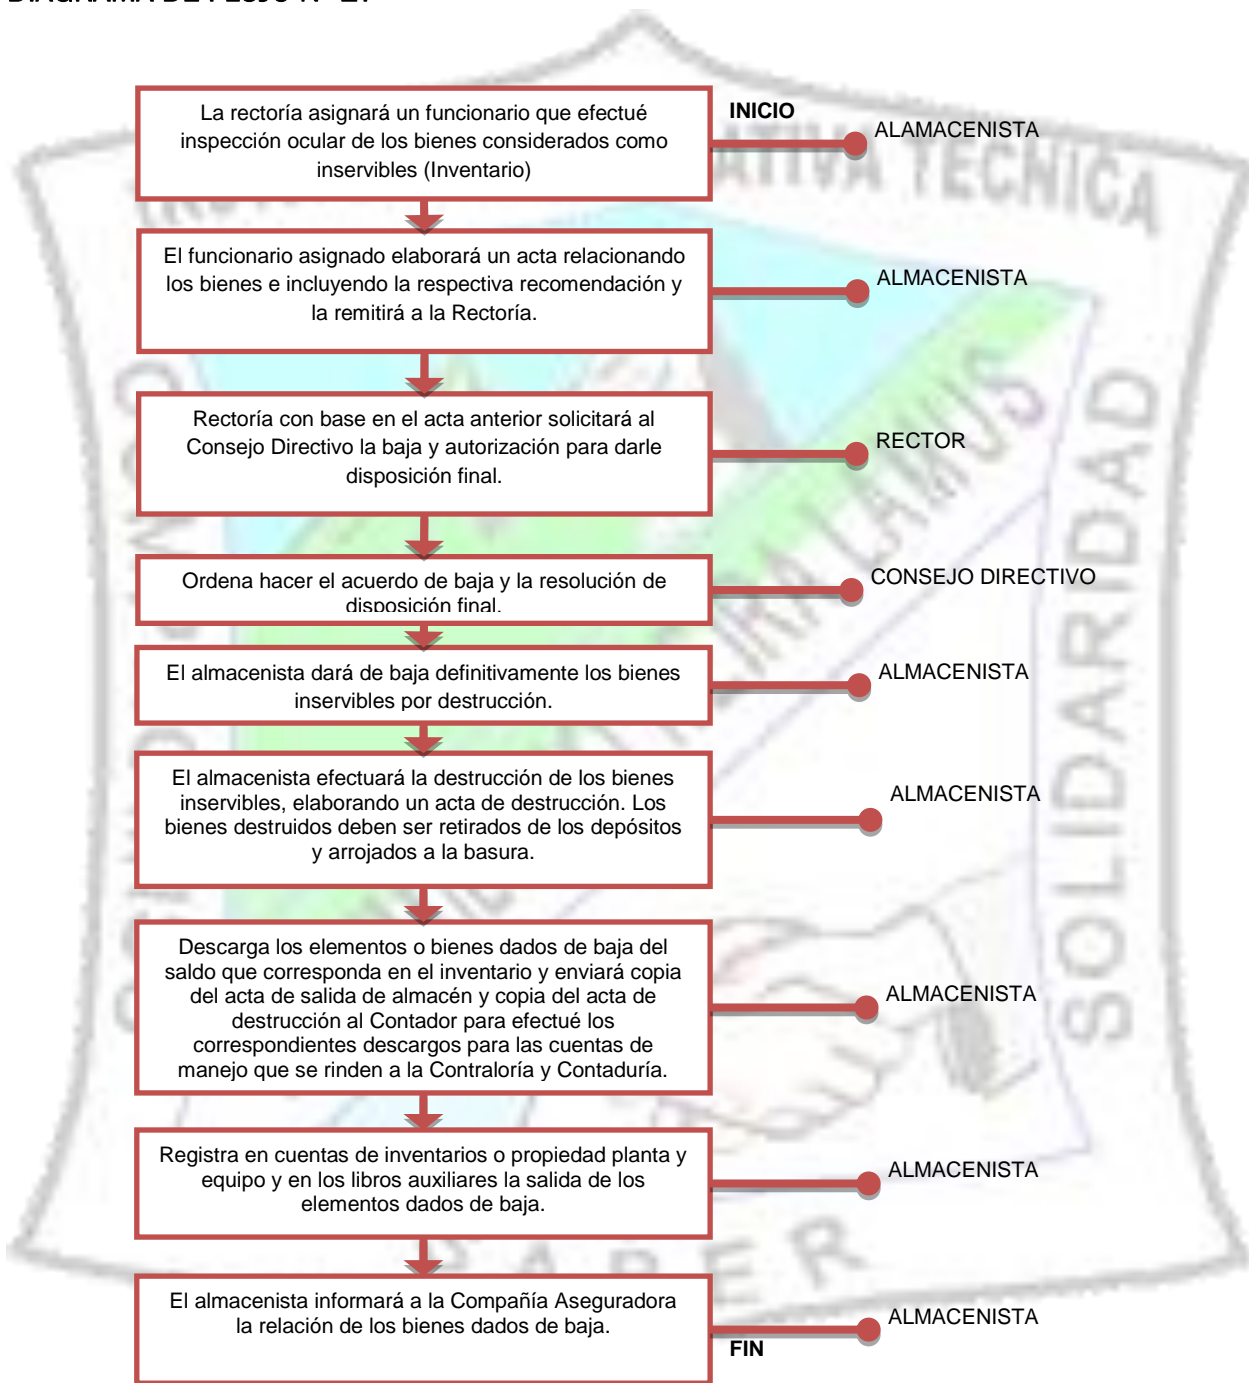 La rectoría asignará un funcionario que efectué
inspección ocular de los bienes considerados como
inservibles (Inventario)
INICIO
ALAMACENISTA
El funcionario asignado elaborará un acta relacionando
los bienes e incluyendo la respectiva recomendación y
la remitirá a la Rectoría.
ALMACENISTA
Rectoría con base en el acta anterior solicitará al
Consejo Directivo la baja y autorización para darle
disposición final.
RECTOR
Ordena hacer el acuerdo de baja y la resolución de
disposición final.
CONSEJO DIRECTIVO
El almacenista dará de baja definitivamente los bienes
inservibles por destrucción.
ALMACENISTA
El almacenista efectuará la destrucción de los bienes
inservibles, elaborando un acta de destrucción. Los
bienes destruidos deben ser retirados de los depósitos
y arrojados a la basura.
ALMACENISTA
Descarga los elementos o bienes dados de baja del
saldo que corresponda en el inventario y enviará copia
del acta de salida de almacén y copia del acta de
destrucción al Contador para efectué los
correspondientes descargos para las cuentas de
manejo que se rinden a la Contraloría y Contaduría.
ALMACENISTA
Registra en cuentas de inventarios o propiedad planta y
equipo y en los libros auxiliares la salida de los
elementos dados de baja.
ALMACENISTA
El almacenista informará a la Compañía Aseguradora
la relación de los bienes dados de baja.
ALMACENISTA
FIN
TECNICA
SOLIDARIDAD